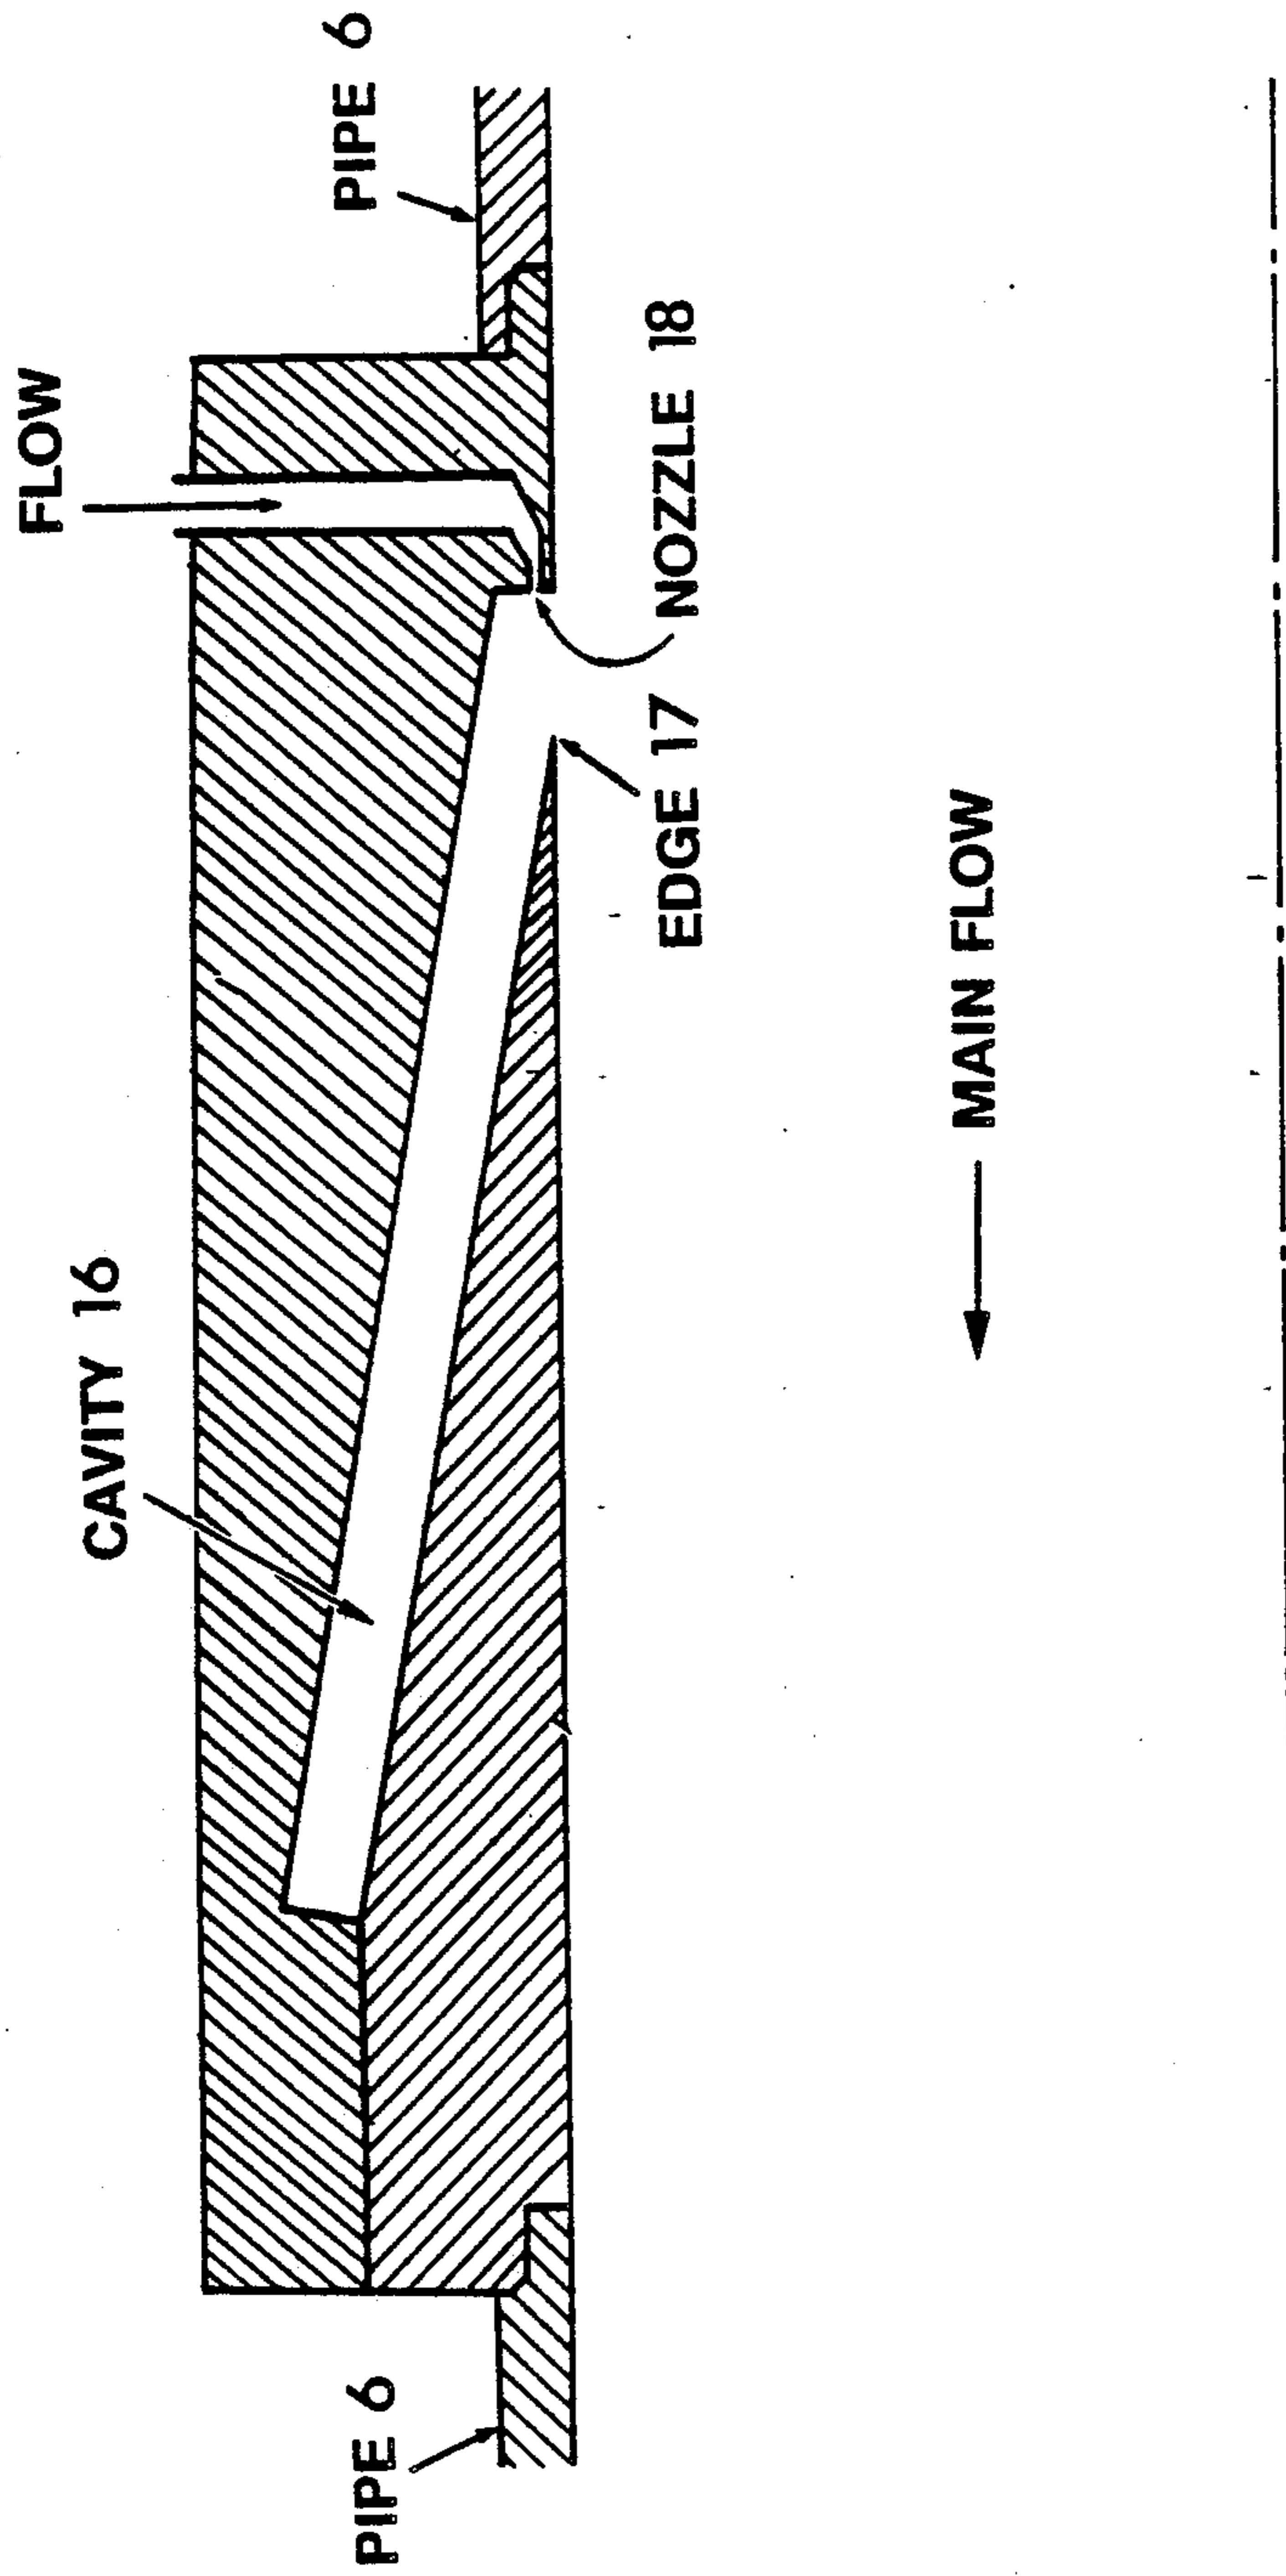 FLOW
PIPE 6
CAVITY 16
NOZZLE 18
EDGE 17
PIPE 6
MAIN FLOW